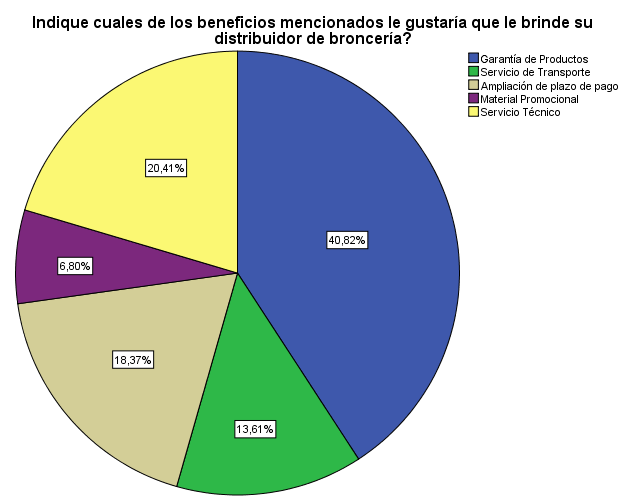 Indique cuales de los beneficios mencionados le gustaría que le brinde su
distribuidor de broncería?
Garantía de Productos
Servicio de Transporte
Ampliación de plazo de pago
Material Promocional
Servicio Técnico
20,41%
40,82%
6,80%
18,37%
13,61%